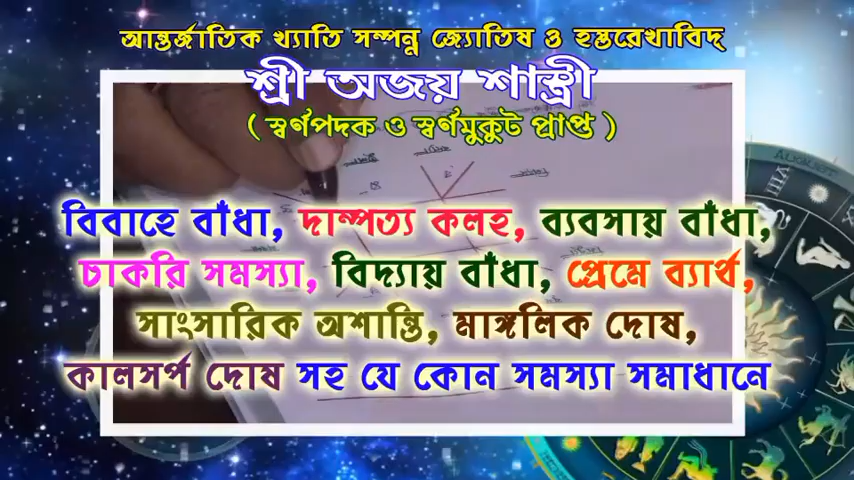 আন্তর্জাতিক খ্যাতি সম্পন্ন জ্যোতিষ ও হস্তরেখাবিদ্
শ্রী অজয় শাস্ত্রী
( স্বর্ণপদক ও স্বর্ণমুকুট প্রাপ্ত )
বিবাহে বাঁধা, দাম্পত্য কলহ, ব্যবসায় বাঁধা,
চাকরি সমস্যা, বিদ্যায় বাঁধা, প্রেমে ব্যার্থ,
সাংসারিক অশান্তি, মাঙ্গলিক দোষ,
কালসর্প দোষ সহ যে কোন সমস্যা সমাধানে